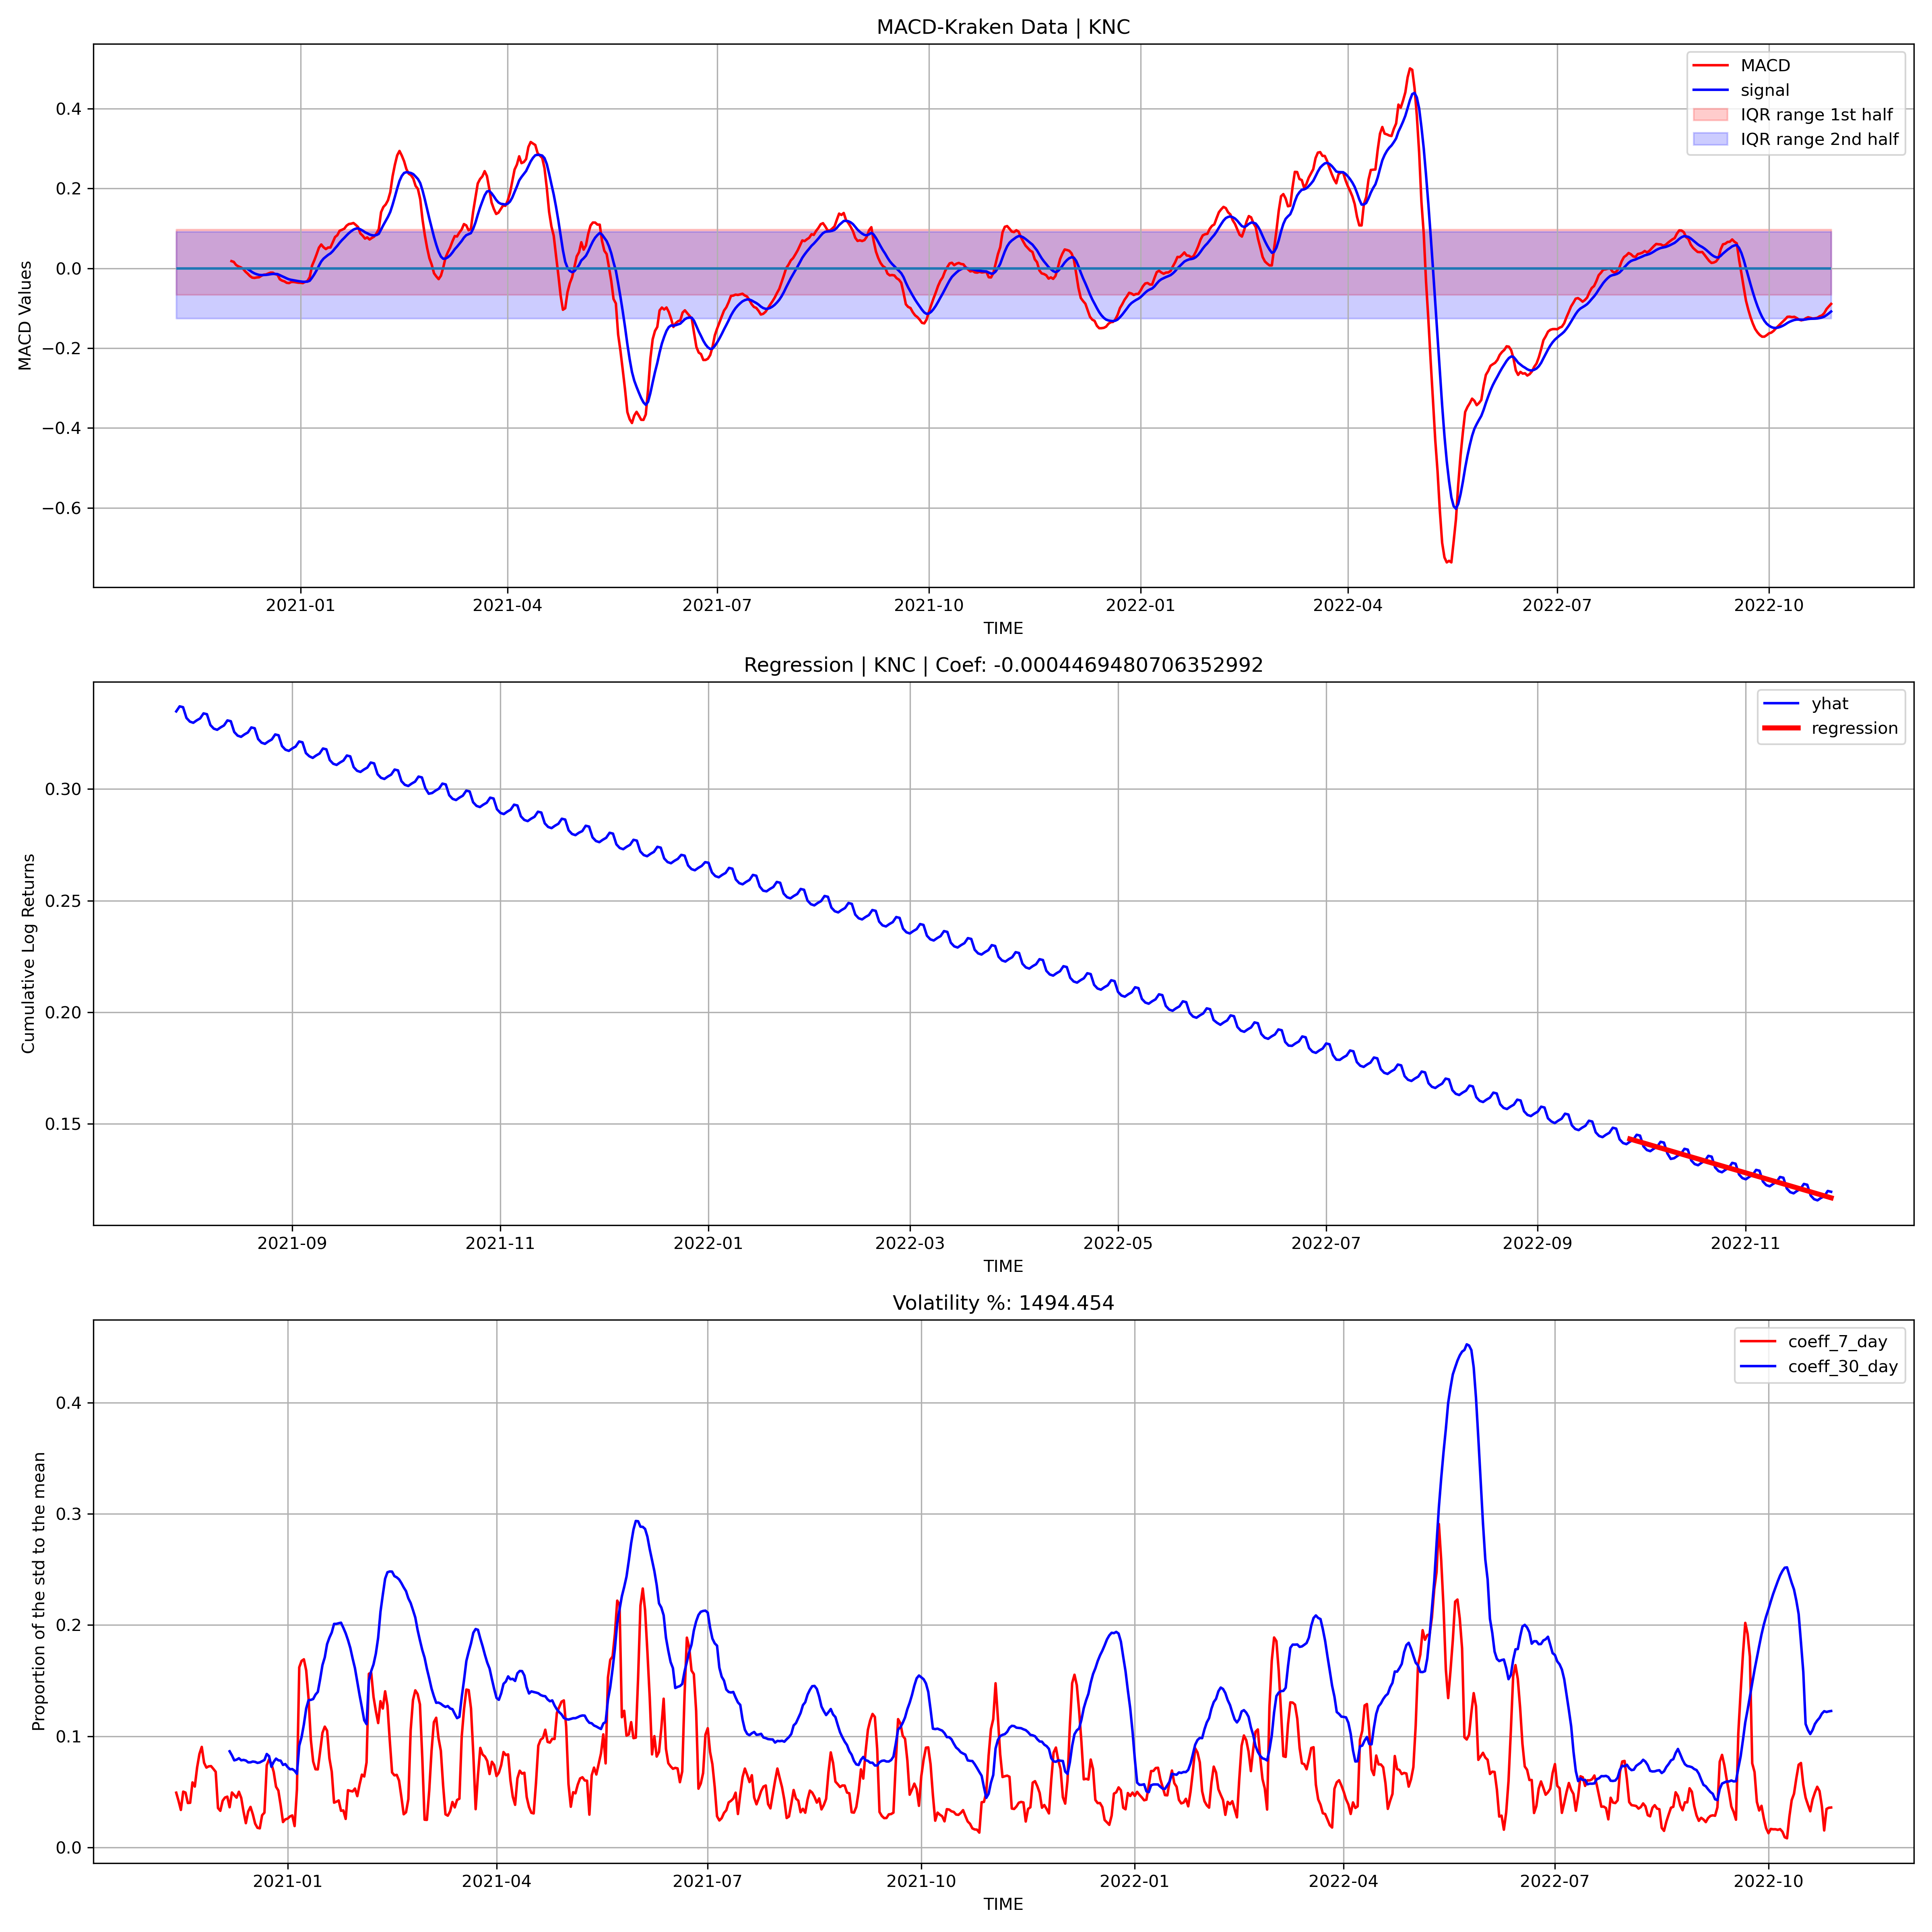 MACD-Kraken Data | KNC
MACD Values
0.4
0.2
0.0
−0.2
−0.4
−0.6
MACD
signal
IQR range 1st half
IQR range 2nd half
2021-01 2021-04 2021-07 2021-10 2022-01 2022-04 2022-07 2022-10
TIME
Regression | KNC | Coef: -0.0004469480706352992
Cumulative Log Returns
0.30
0.25
0.20
0.15
yhat
regression
2021-09 2021-11 2022-01 2022-03 2022-05 2022-07 2022-09 2022-11
TIME
Volatility %: 1494.454
Proportion of the std to the mean
0.4
0.3
0.2
0.1
0.0
coeff_7_day
coeff_30_day
2021-01 2021-04 2021-07 2021-10 2022-01 2022-04 2022-07 2022-10
TIME